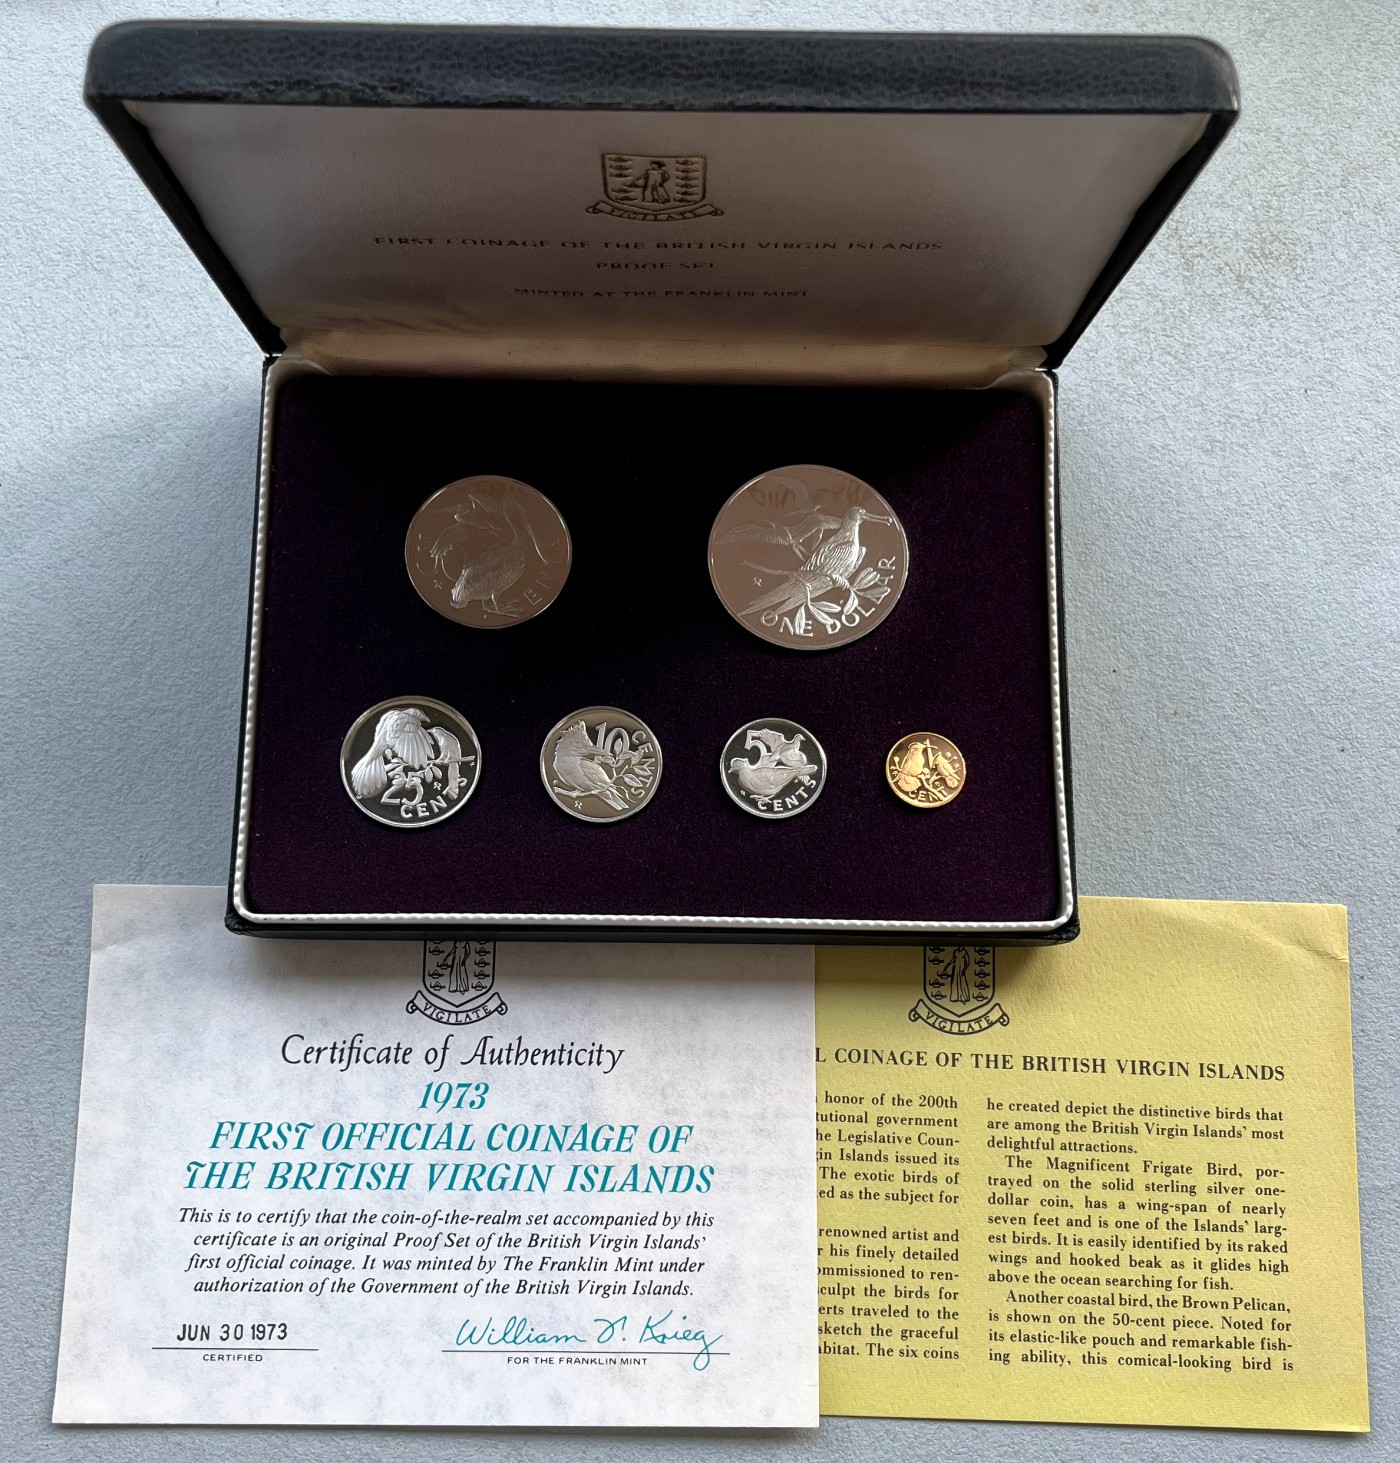 VIGILATE
FIRST COINAGE OF THE BRITISH VIRGIN ISLANDS
PROOF SET
MINTED AT THE FRANKLIN MINT
CENT
ONE DOLLAR
25
CENTS
10
CENTS
5
CENTS
1
CENT
VIGILATE
Certificate of Authenticity
1973
FIRST OFFICIAL COINAGE OF
THE BRITISH VIRGIN ISLANDS
This is to certify that the coin-of-the-realm set accompanied by this
certificate is an original Proof Set of the British Virgin Islands'
first official coinage. It was minted by The Franklin Mint under
authorization of the Government of the British Virgin Islands.
JUN 30 1973
CERTIFIED
William T. Krieg
FOR THE FRANKLIN MINT
VIGILATE
L COINAGE OF THE BRITISH VIRGIN ISLANDS
honor of the 200th
tutional government
he Legislative Coun-
gin Islands issued its
The exotic birds of
ed as the subject for
renowned artist and
r his finely detailed
ommissioned to ren-
culpt the birds for
erts traveled to the
sketch the graceful
abitat. The six coins
he created depict the distinctive birds that
are among the British Virgin Islands' most
delightful attractions.
The Magnificent Frigate Bird, por-
trayed on the solid sterling silver one-
dollar coin, has a wing-span of nearly
seven feet and is one of the Islands' larg-
est birds. It is easily identified by its raked
wings and hooked beak as it glides high
above the ocean searching for fish.
Another coastal bird, the Brown Pelican,
is shown on the 50-cent piece. Noted for
its elastic-like pouch and remarkable fish-
ing ability, this comical-looking bird is